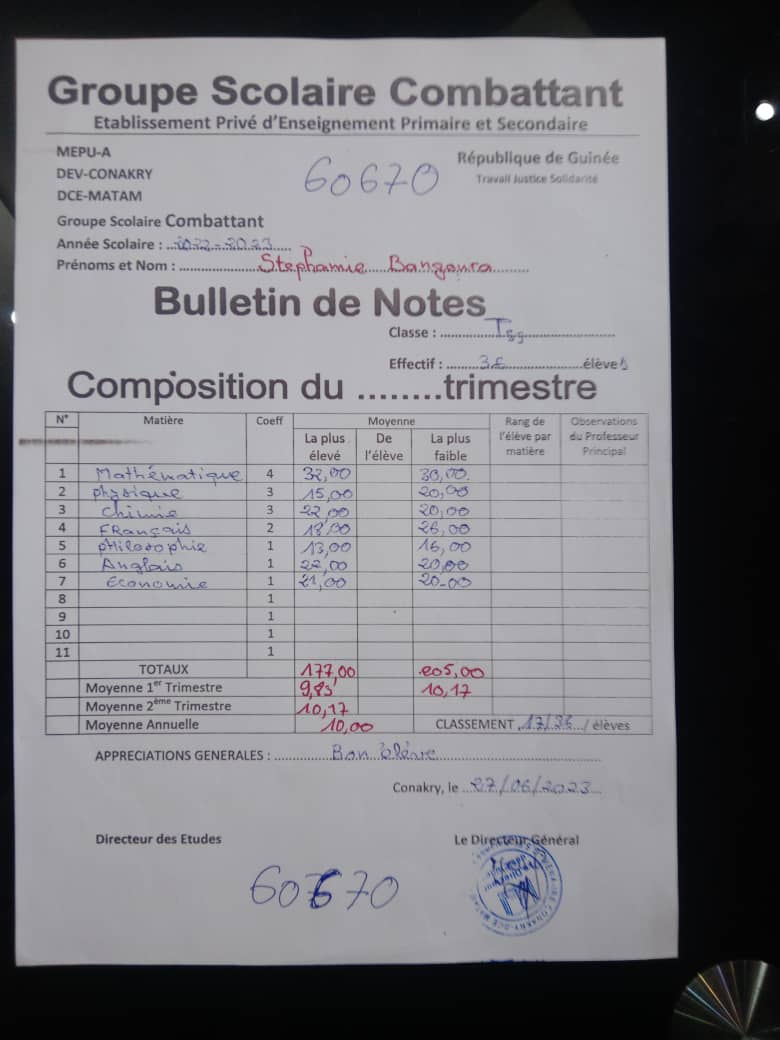 Groupe Scolaire Combattant
Etablissement Privé d'Enseignement Primaire et Secondaire
MEPU-A
République de Guinée
DEV-CONAKRY
60670
Travail Justice Solidarité
DCE-MATAM
Groupe Scolaire Combattant
Année Scolaire : 2022-2023
Prénoms et Nom : Stephanie Bangoura
Bulletin de Notes
Classe : Tss
Effectif : élève
Composition du ........trimestre
N° Matière Coeff Moyenne Rang de l'élève par matière Observations du Professeur Principal
La plus élevé De l'élève La plus faible
1 Mathématique 4 32,00 30,00
2 physique 3 15,00 20,00
3 chimie 3 22,00 20,00
4 FRançais 2 18,00 26,00
5 pHilosophie 1 13,00 16,00
6 Anglais 1 22,00 20,00
7 Economie 1 21,00 20-00
8 1
9 1
10 1
11 1
TOTAUX 177,00 205,00
Moyenne 1er Trimestre 9,83 10,17
Moyenne 2ème Trimestre 10,17
Moyenne Annuelle 10,00 CLASSEMENT / élèves
APPRECIATIONS GENERALES : Bon élève
Conakry, le 27/06/2023
Directeur des Etudes Le Directeur Général
60670